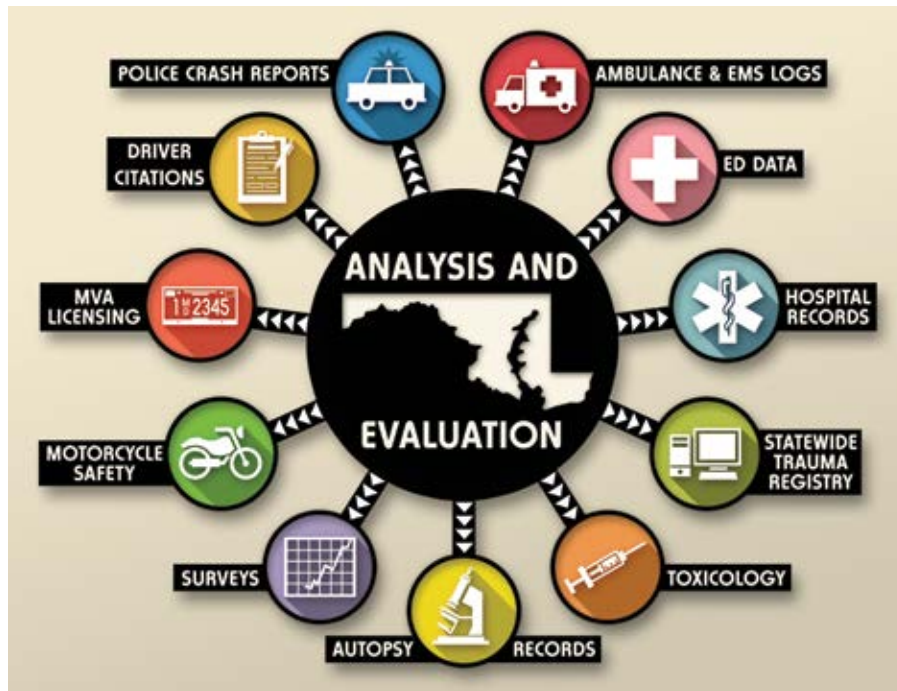 POLICE CRASH REPORTS
AMBULANCE & EMS LOGS
DRIVER
CITATIONS
ED DATA
ANALYSIS AND
EVALUATION
MVA
LICENSING
1 M D 2345
HOSPITAL
RECORDS
MOTORCYCLE
SAFETY
STATEWIDE
TRAUMA
REGISTRY
SURVEYS
TOXICOLOGY
AUTOPSY RECORDS